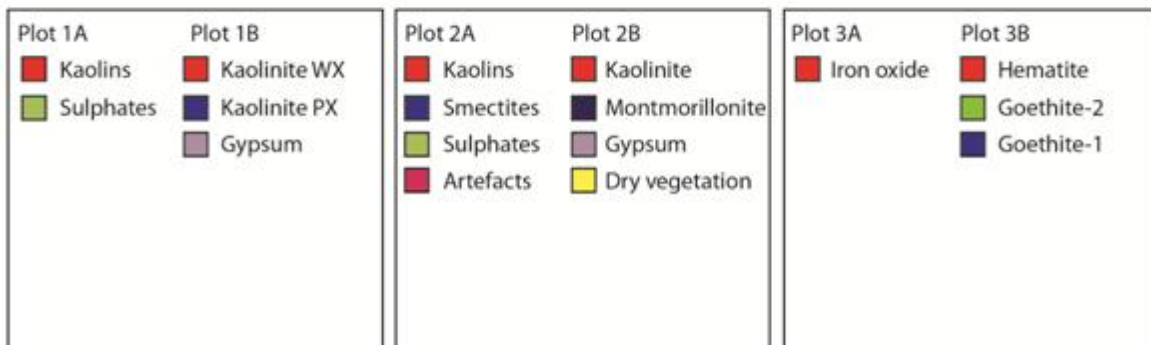 Plot 1A Plot 1B
Kaolins Kaolinite WX
Sulphates Kaolinite PX
Gypsum
Plot 2A Plot 2B
Kaolins Kaolinite
Smectites Montmorillonite
Sulphates Gypsum
Artefacts Dry vegetation
Plot 3A Plot 3B
Iron oxide Hematite
Goethite-2
Goethite-1